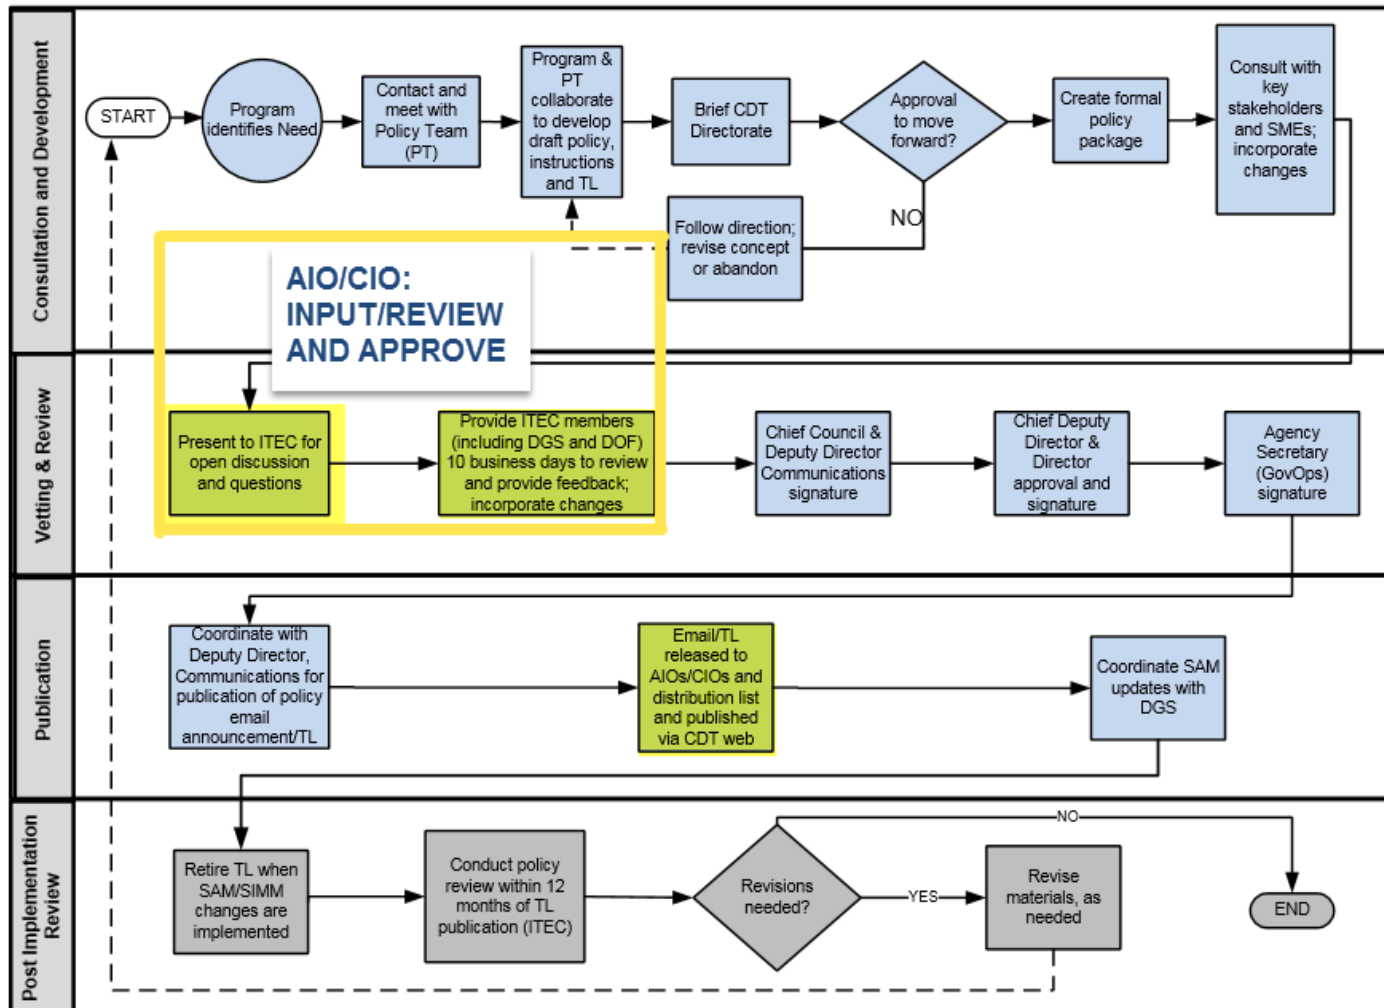 Consultation and Development
START
Program
identifies Need
Contact and
meet with
Policy Team
(PT)
Program &
PT
collaborate
to develop
draft policy,
instructions
and TL
Brief CDT
Directorate
Approval
to move
forward?
Create formal
policy
package
Consult with
key
stakeholders
and SMEs;
incorporate
changes
NO
Follow direction;
revise concept
or abandon
AIO/CIO:
INPUT/REVIEW
AND APPROVE
Vetting & Review
Present to ITEC for
open discussion
and questions
Provide ITEC members
(including DGS and DOF)
10 business days to review
and provide feedback;
incorporate changes
Chief Council &
Deputy Director
Communications
signature
Chief Deputy
Director &
Director
approval and
signature
Agency
Secretary
(GovOps)
signature
Publication
Coordinate with
Deputy Director,
Communications for
publication of policy
email
announcement/TL
Email/TL
released to
AIOs/CIOs and
distribution list
and published
via CDT web
Coordinate SAM
updates with
DGS
Post Implementation
Review
Retire TL when
SAM/SIMM
changes are
implemented
Conduct policy
review within 12
months of TL
publication (ITEC)
Revisions
needed?
NO
YES
Revise
materials, as
needed
END